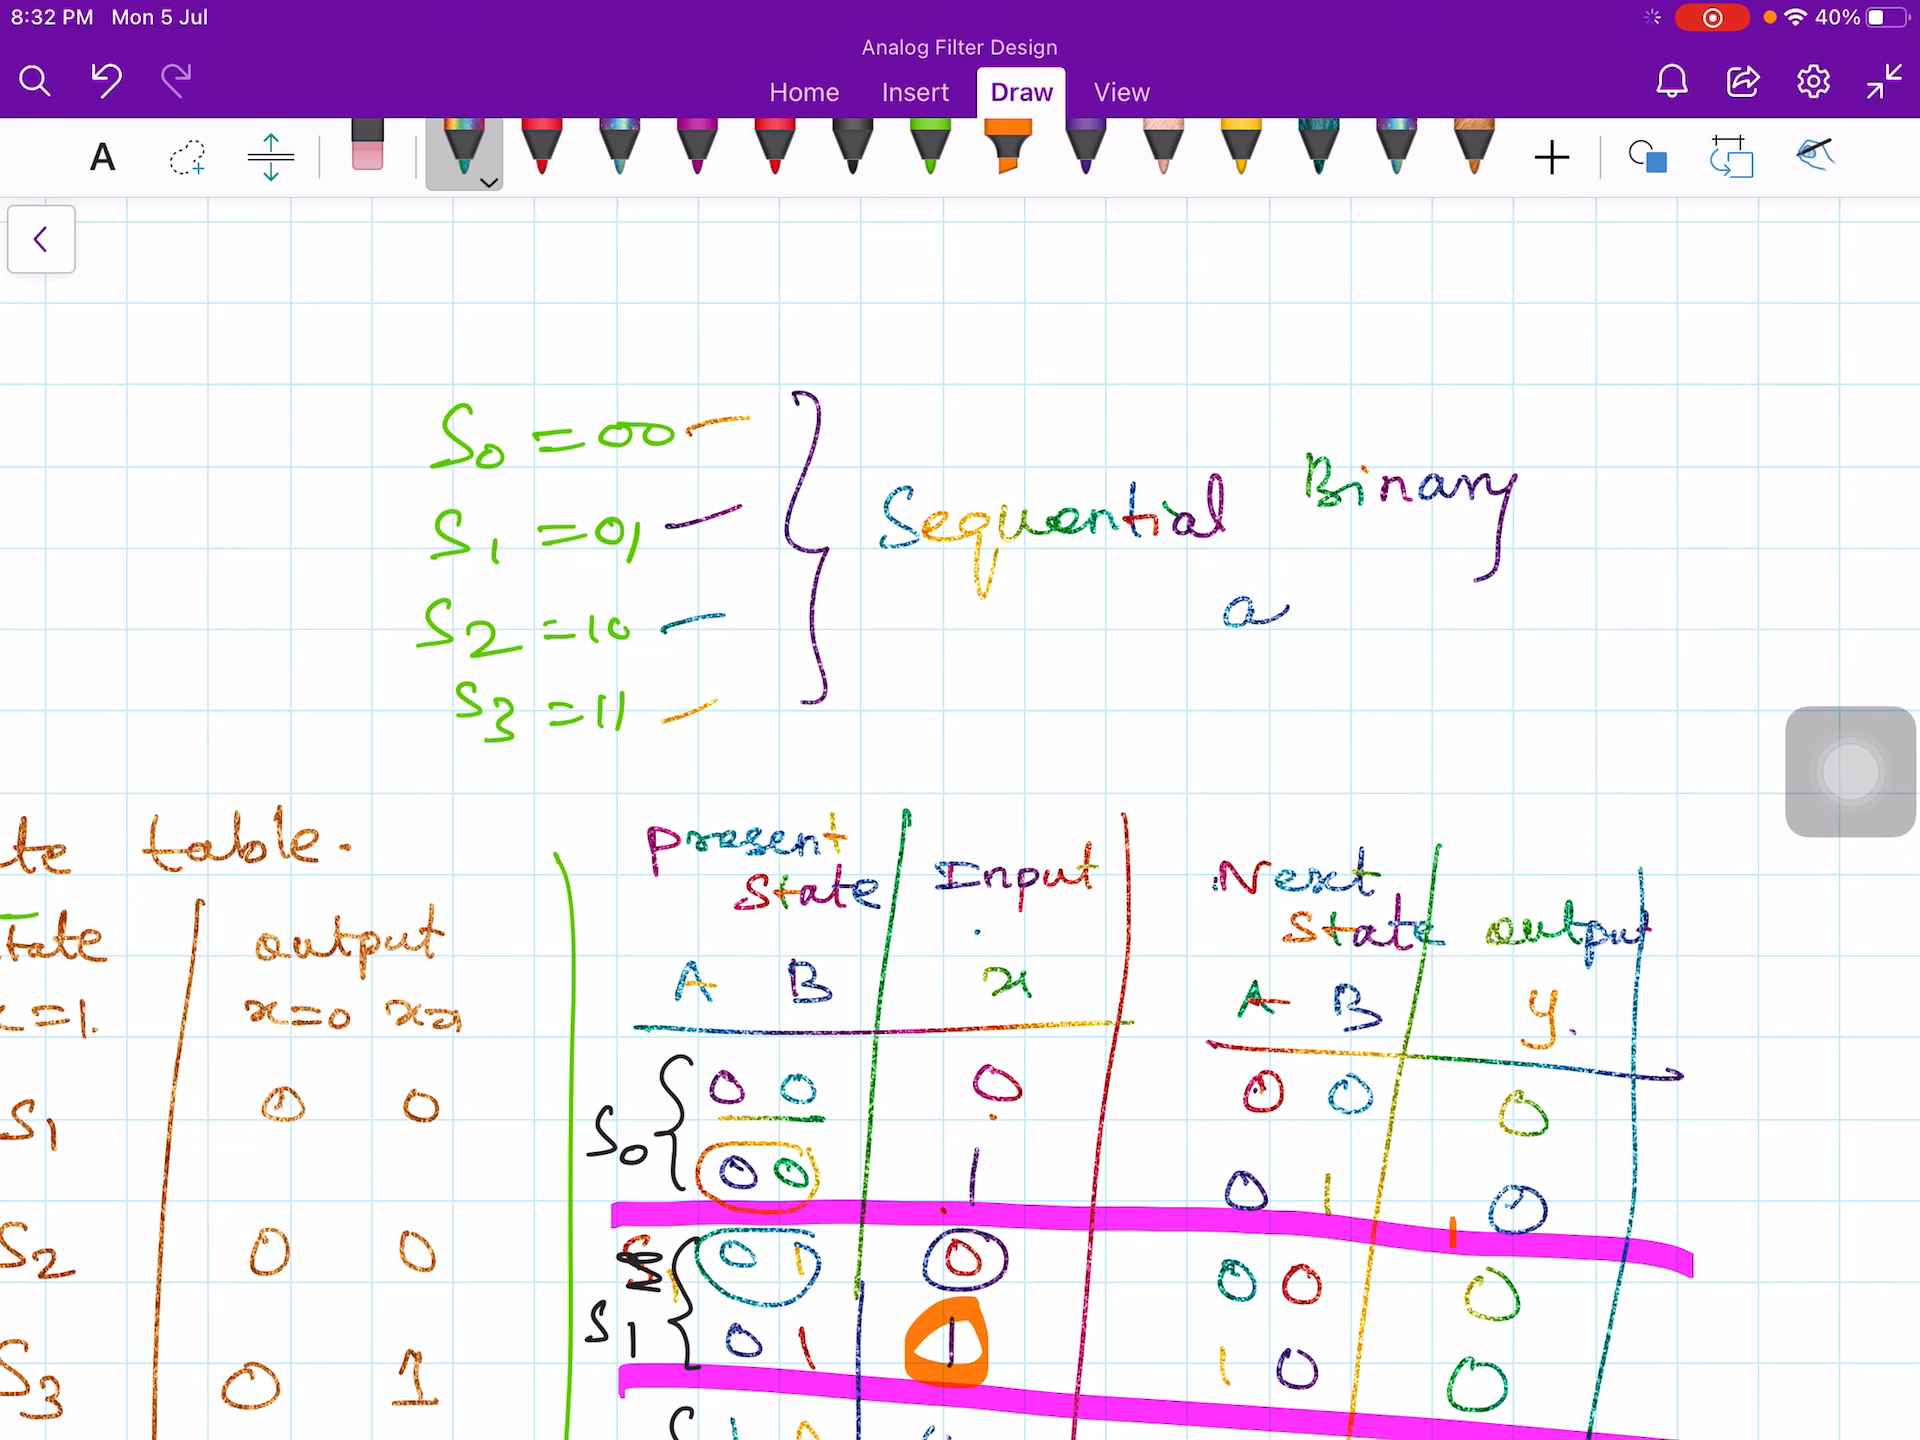 8:32 PM Mon 5 Jul
40%
Analog Filter Design
Home Insert Draw View
A
S0 = 00
S1 = 01
S2 = 10
S3 = 11
Sequential Binary
a
te table.
tate output
x=1. x=0 x=1
S1 0 0
S2 0 0
S3 0 1
Present State Input Next State output
A B x A B y.
S0 0 0 0 0 0 0
0 0 1 0 1 0
S1 0 1 0 0 0 0
0 1 1 1 0 0